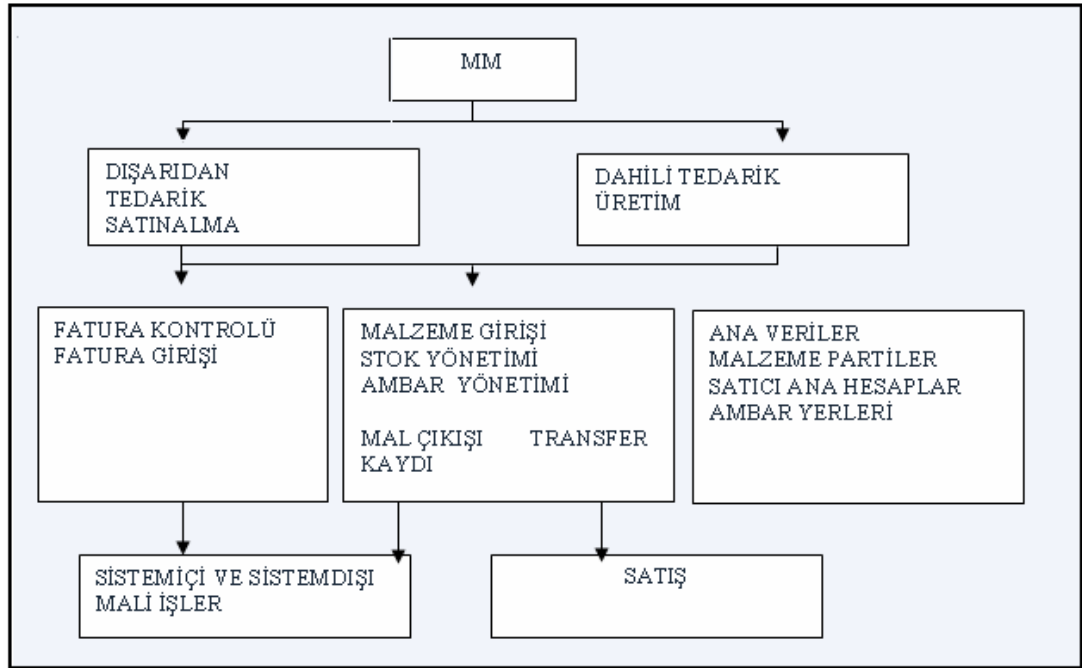 MM
DIŞARIDAN
TEDARİK
SATINALMA
DAHİLİ TEDARİK
ÜRETİM
FATURA KONTROLÜ
FATURA GİRİŞİ
MALZEME GİRİŞİ
STOK YÖNETİMİ
AMBAR YÖNETİMİ
MAL ÇIKIŞI TRANSFER
KAYDI
ANA VERİLER
MALZEME PARTİLER
SATICI ANA HESAPLAR
AMBAR YERLERİ
SİSTEMİÇİ VE SİSTEMDIŞI
MALİ İŞLER
SATIŞ